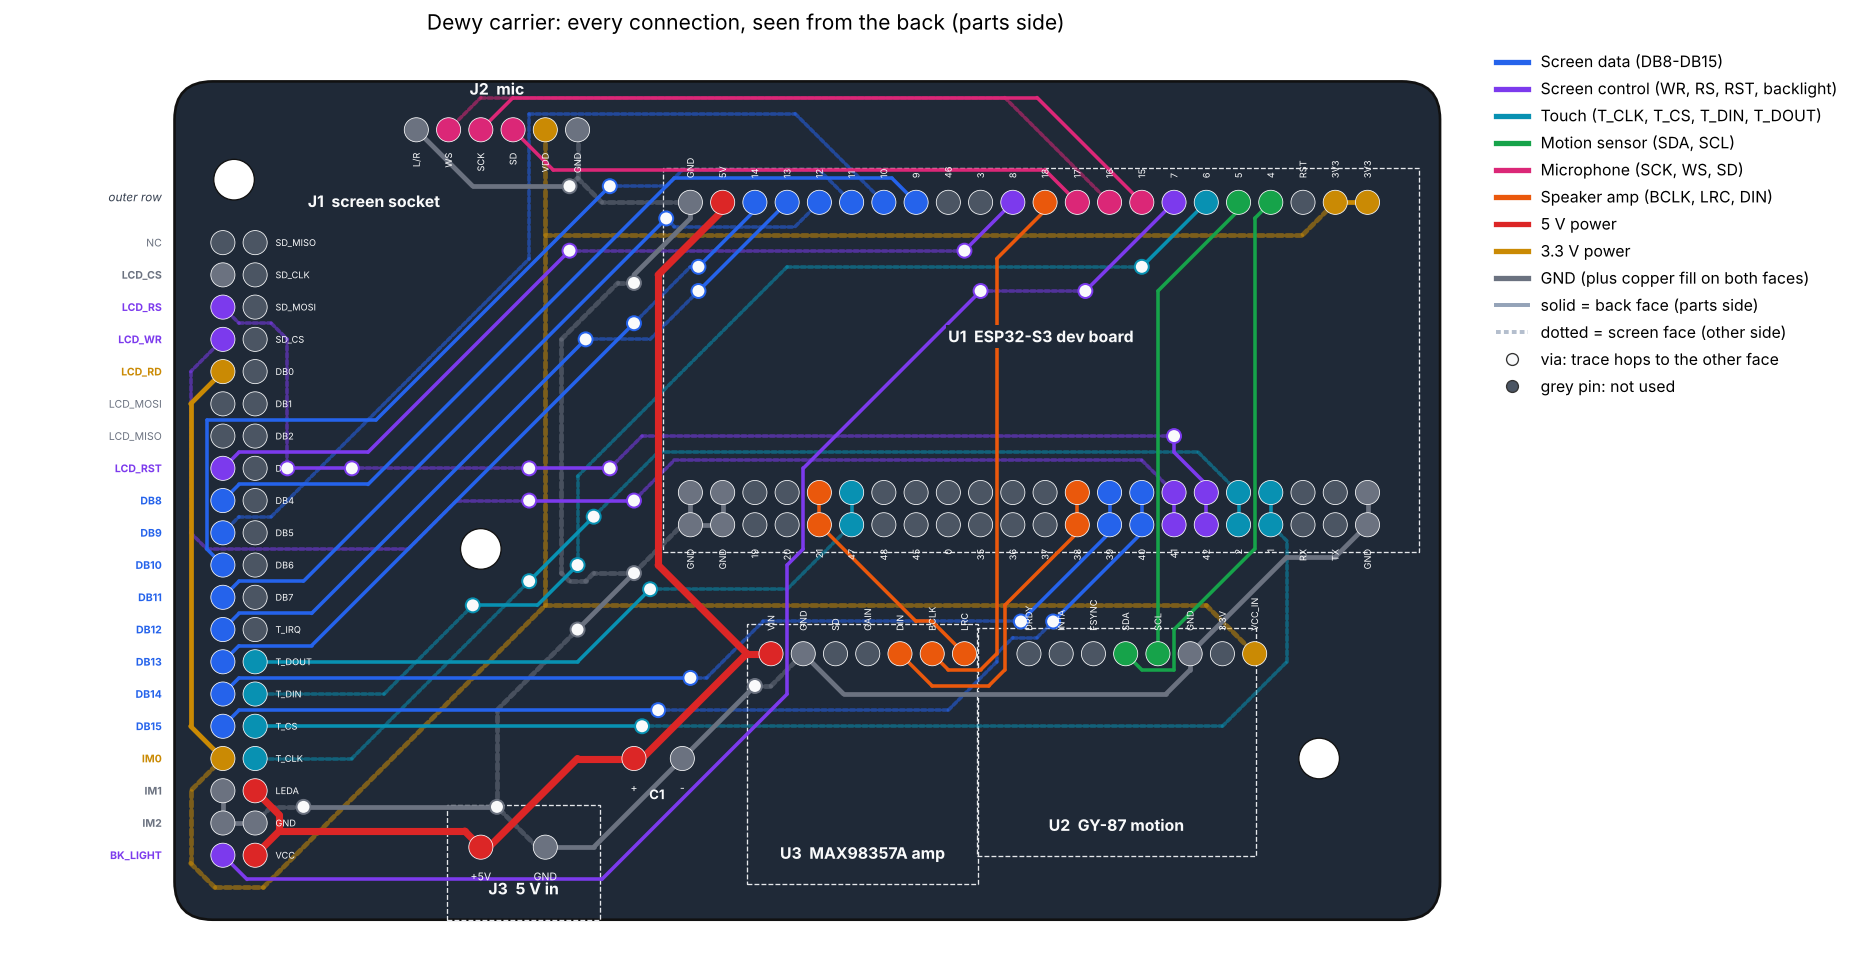 Dewy carrier: every connection, seen from the back (parts side)
Screen data (DB8-DB15)
Screen control (WR, RS, RST, backlight)
Touch (T_CLK, T_CS, T_DIN, T_DOUT)
Motion sensor (SDA, SCL)
Microphone (SCK, WS, SD)
Speaker amp (BCLK, LRC, DIN)
5 V power
3.3 V power
GND (plus copper fill on both faces)
solid = back face (parts side)
dotted = screen face (other side)
via: trace hops to the other face
grey pin: not used
J2 mic
L/R WS SCK SD VDD GND
J1 screen socket
outer row
NC SD_MISO
LCD_CS SD_CLK
LCD_RS SD_MOSI
LCD_WR SD_CS
LCD_RD DB0
LCD_MOSI DB1
LCD_MISO DB2
LCD_RST
DB8 DB4
DB9 DB5
DB10 DB6
DB11 DB7
DB12 T_IRQ
DB13 T_DOUT
DB14 T_DIN
DB15 T_CS
IM0 T_CLK
IM1 LEDA
IM2 GND
BK_LIGHT VCC
GND 5V 14 13 12 11 10 9 46 3 8 18 17 16 15 7 6 5 4 RST 3V3 3V3
U1 ESP32-S3 dev board
GND GND 19 20 21 47 48 45 0 35 36 37 38 39 40 41 42 2 1 RX TX GND
VIN GND SD GAIN DIN BCLK LRC
DRDY INTA FSYNC SDA SCL GND 3.3V VCC_IN
+ -
C1
U3 MAX98357A amp
U2 GY-87 motion
+5V GND
J3 5 V in